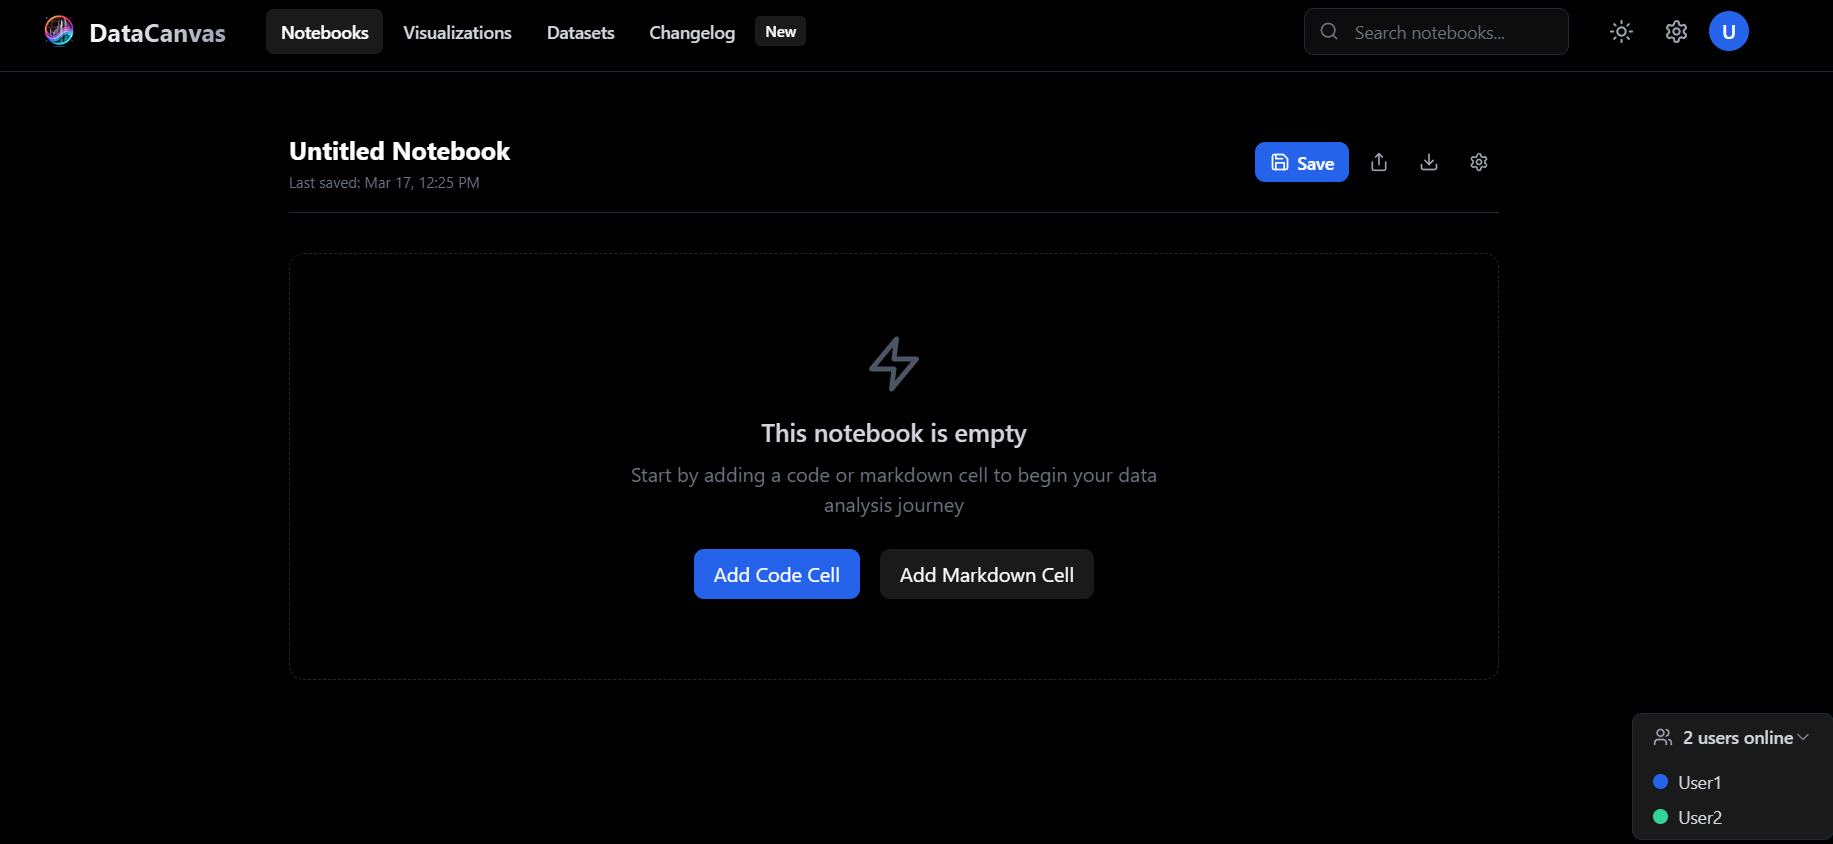 DataCanvas
Notebooks
Visualizations
Datasets
Changelog
New
Search notebooks...
U
Untitled Notebook
Last saved: Mar 17, 12:25 PM
Save
This notebook is empty
Start by adding a code or markdown cell to begin your data
analysis journey
Add Code Cell
Add Markdown Cell
2 users online
User1
User2